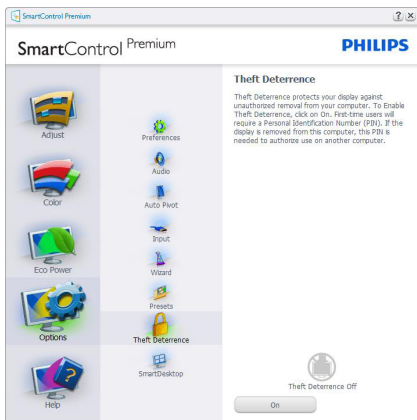 SmartControl Premium
? x
SmartControl Premium
PHILIPS
Adjust
Color
Eco Power
Options
Help
Preferences
Audio
Auto Pivot
Input
Wizard
Presets
Theft Deterrence
SmartDesktop
Theft Deterrence
Theft Deterrence protects your display against
unauthorized removal from your computer. To Enable
Theft Deterrence, click on On. First-time users will
require a Personal Identification Number (PIN). If the
display is removed from this computer, this PIN is
needed to authorize use on another computer.
Theft Deterrence Off
On